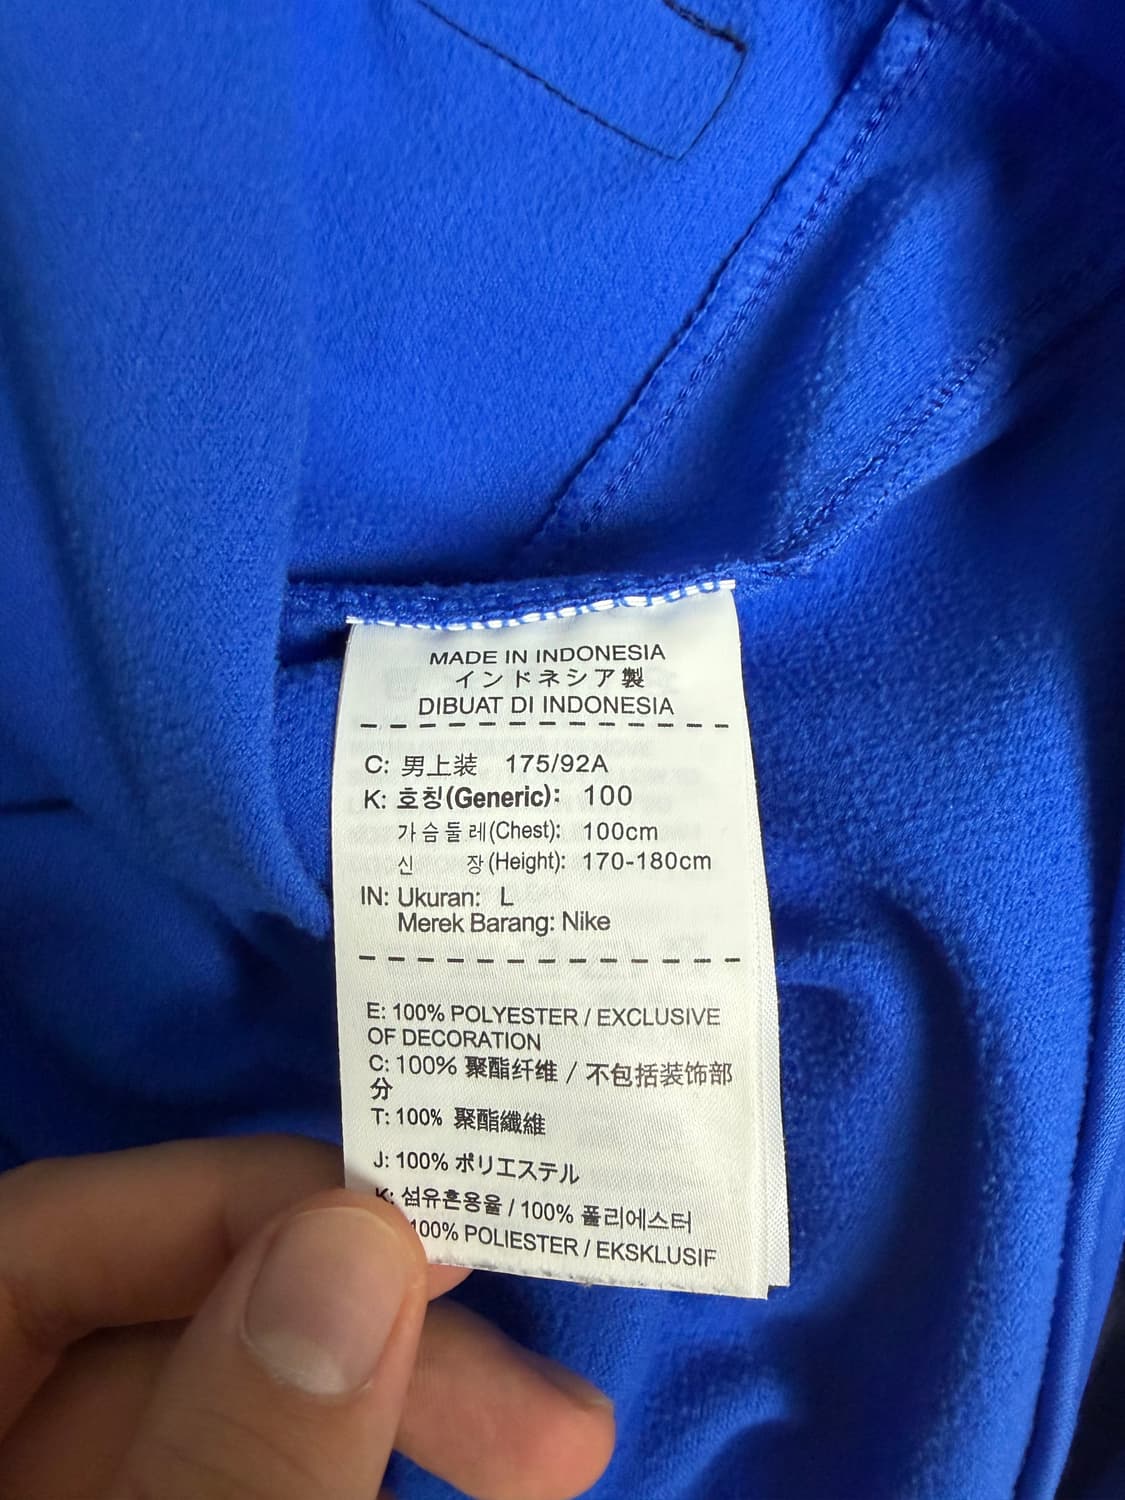 MADE IN INDONESIA
インドネシア製
DIBUAT DI INDONESIA
C: 男上装 175/92A
K: 호칭(Generic): 100
가슴둘레(Chest): 100cm
신 장(Height): 170-180cm
IN: Ukuran: L
Merek Barang: Nike
E: 100% POLYESTER / EXCLUSIVE
OF DECORATION
C: 100% 聚酯纤维 / 不包括装饰部
分
T: 100% 聚酯纖維
J: 100% ポリエステル
K: 섬유혼용율 / 100% 폴리에스터
100% POLIESTER / EKSKLUSIF